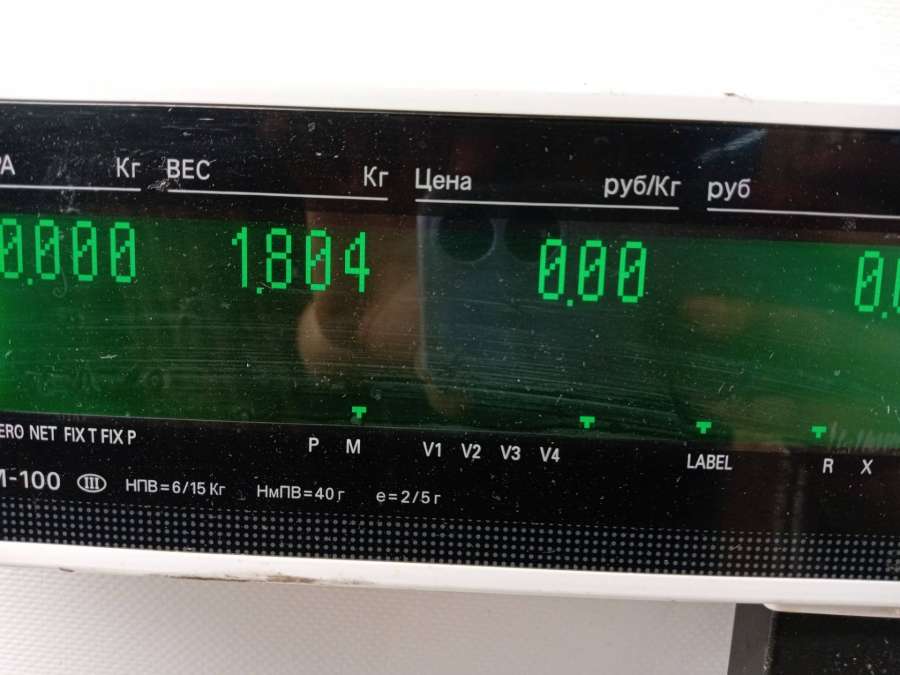 РА Кг ВЕС Кг Цена руб/Кг руб
0.000 1.804 0.00 0.
ERO NET FIX T FIX P P M V1 V2 V3 V4 LABEL R X
M-100 III НПВ=6/15 Кг НмПВ=40 г e=2/5 г